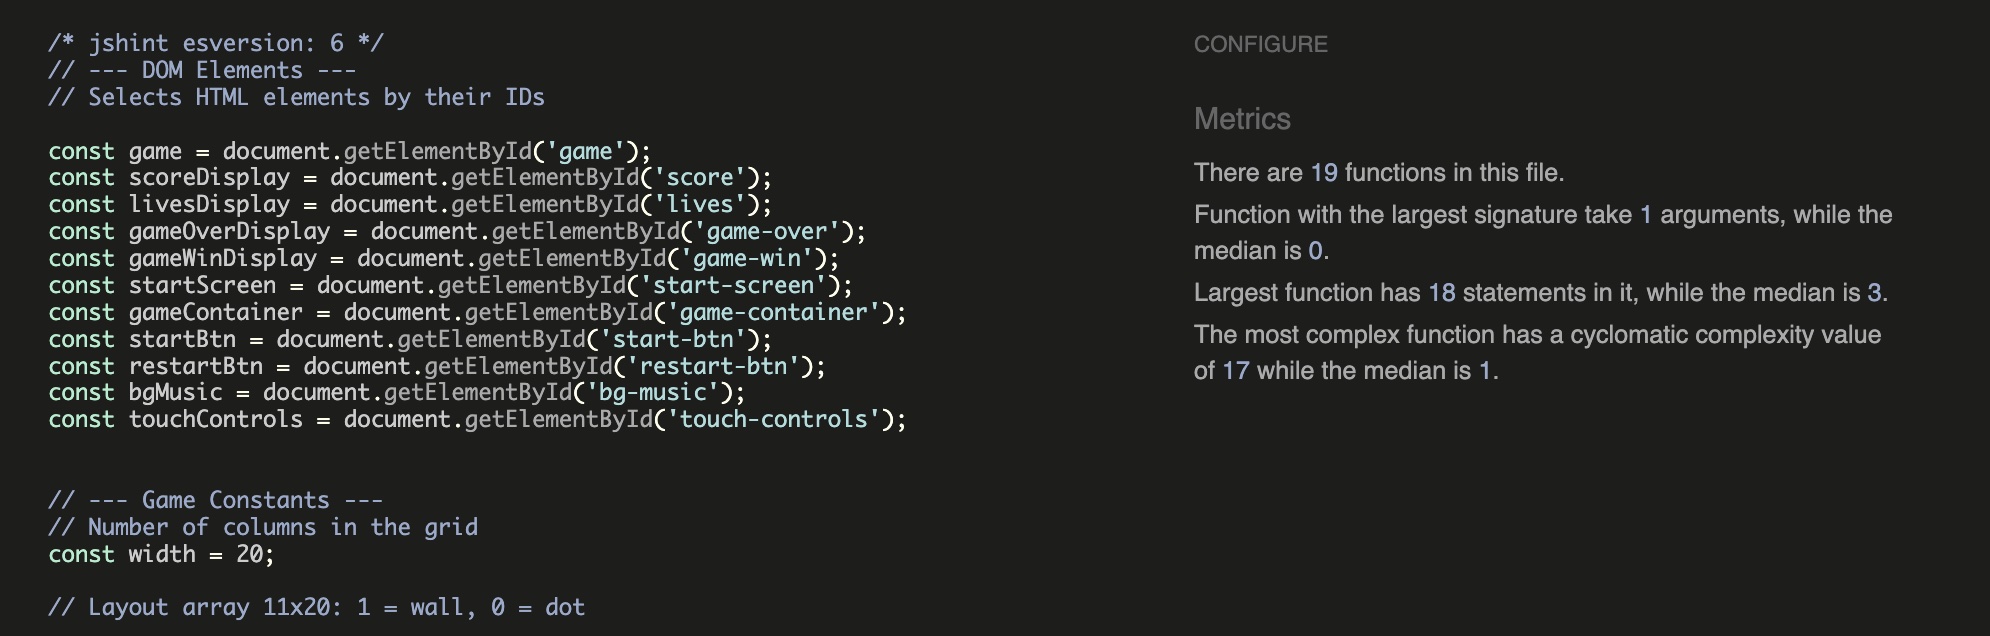 /* jshint esversion: 6 */
// --- DOM Elements ---
// Selects HTML elements by their IDs
const game = document.getElementById('game');
const scoreDisplay = document.getElementById('score');
const livesDisplay = document.getElementById('lives');
const gameOverDisplay = document.getElementById('game-over');
const gameWinDisplay = document.getElementById('game-win');
const startScreen = document.getElementById('start-screen');
const gameContainer = document.getElementById('game-container');
const startBtn = document.getElementById('start-btn');
const restartBtn = document.getElementById('restart-btn');
const bgMusic = document.getElementById('bg-music');
const touchControls = document.getElementById('touch-controls');
// --- Game Constants ---
// Number of columns in the grid
const width = 20;
// Layout array 11x20: 1 = wall, 0 = dot
CONFIGURE
Metrics
There are 19 functions in this file.
Function with the largest signature take 1 arguments, while the
median is 0.
Largest function has 18 statements in it, while the median is 3.
The most complex function has a cyclomatic complexity value
of 17 while the median is 1.